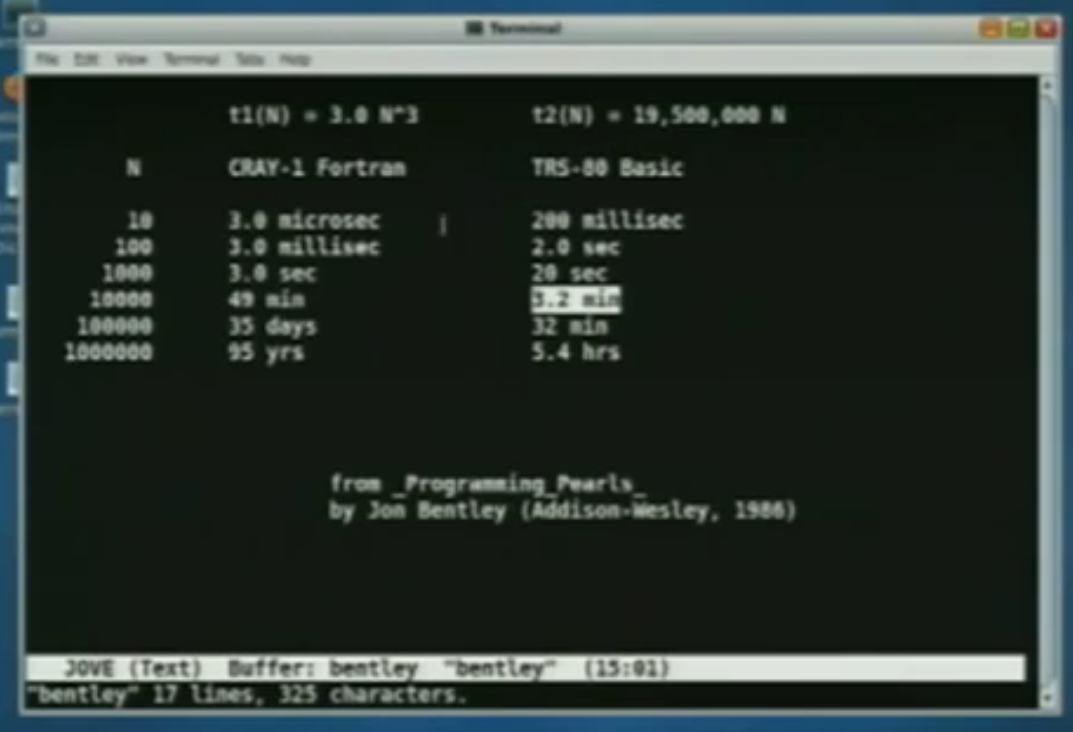 Terminal
File Edit View Terminal Tabs Help
t1(N) = 3.0 N^3 t2(N) = 19,500,000 N
N CRAY-1 Fortran TRS-80 Basic
10 3.0 microsec 200 millisec
100 3.0 millisec 2.0 sec
1000 3.0 sec 20 sec
10000 49 min 3.2 min
100000 35 days 32 min
1000000 95 yrs 5.4 hrs
from _Programming_Pearls_
by Jon Bentley (Addison-Wesley, 1986)
JOVE (Text) Buffer: bentley "bentley" (15:01)
"bentley" 17 lines, 325 characters.